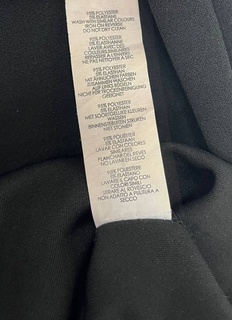 95% POLYESTER
5% ELASTANE
WASH WITH SIMILAR COLOURS
IRON ON REVERSE
DO NOT DRY CLEAN
95% POLYESTER
5% ELASTHANNE
LAVER AVEC DES
COULEURS SIMILAIRES
REPASSER A L'ENVERS
NE PAS NETTOYER A SEC
95% POLYESTER
5% ELASTHAN
MIT ÄHNLICHEN FARBEN
WASCHEN
AUF LINKS BÜGELN
NICHT FÜR TROCKENREINIGUNG
GEEIGNET
95% POLYESTER
5% ELASTHAN
MET SOORTGELIJKE KLEUREN
WASSEN
BINNENSTEBUITEN STRIJKEN
NIET STOMEN
95% POLIESTER
5% ELASTAN
LAVAR CON COLORES
SIMILARES
PLANCHAR DEL REVES
NO LAVAR EN SECO
95% POLIESTERE
5% ELASTANO
LAVARE IL CAPO CON
COLORI SIMILI
STIRARE AL ROVESCIO
NON ADATTO A PULITURA A
SECCO